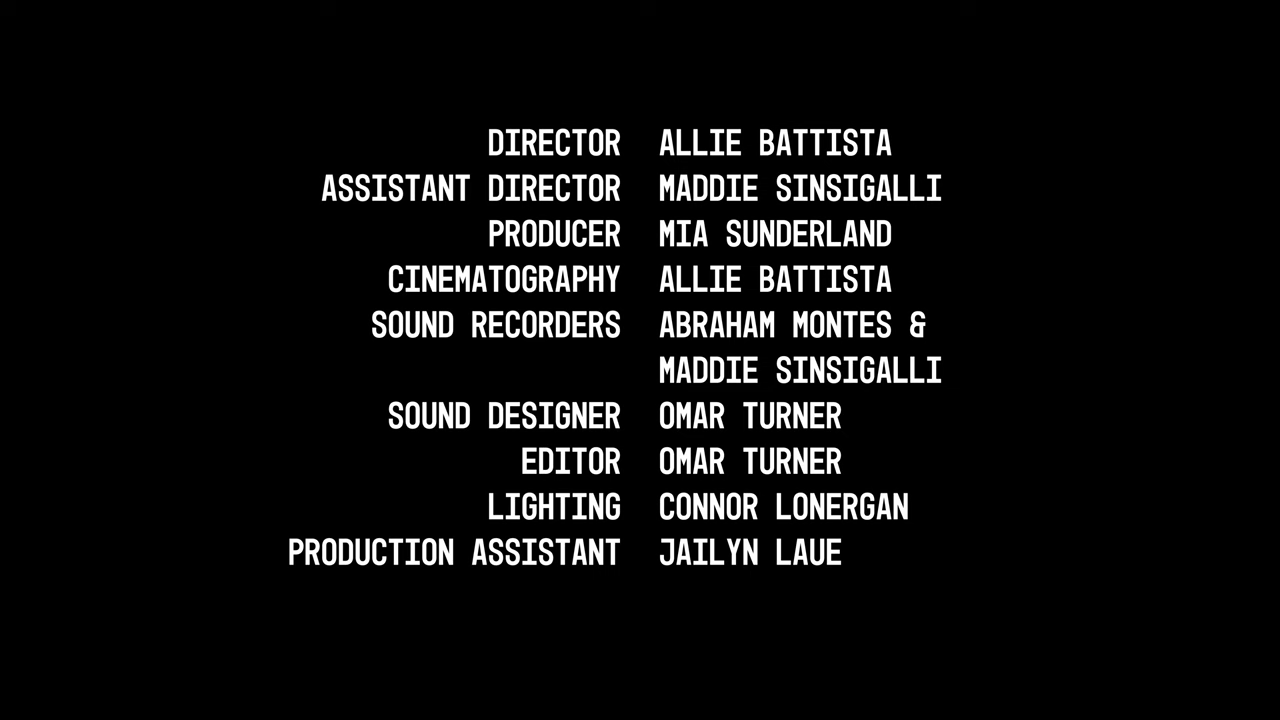 DIRECTOR ALLIE BATTISTA
ASSISTANT DIRECTOR MADDIE SINSIGALLI
PRODUCER MIA SUNDERLAND
CINEMATOGRAPHY ALLIE BATTISTA
SOUND RECORDERS ABRAHAM MONTES &
MADDIE SINSIGALLI
SOUND DESIGNER OMAR TURNER
EDITOR OMAR TURNER
LIGHTING CONNOR LONERGAN
PRODUCTION ASSISTANT JAILYN LAUE